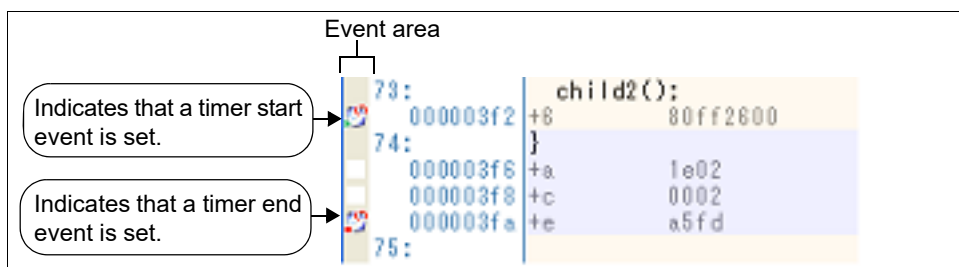 Event area
Indicates that a timer start
event is set.
Indicates that a timer end
event is set.
73: child2();
000003f2 +6 80ff2600
74: }
000003f6 +a 1e02
000003f8 +c 0002
000003fa +e a5fd
75: